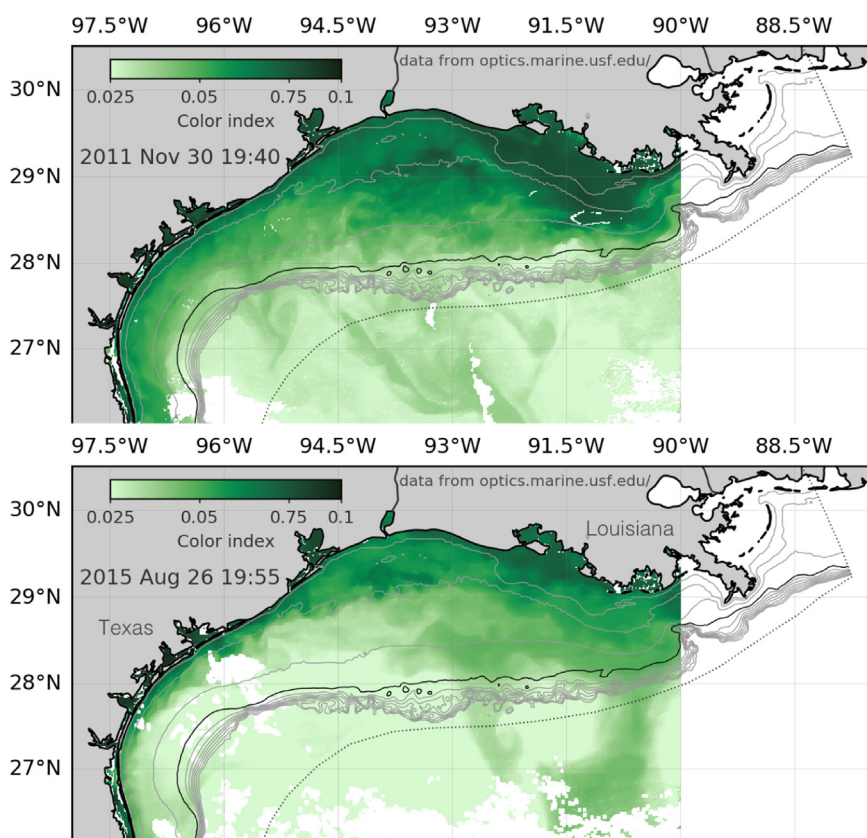 97.5°W 96°W 94.5°W 93°W 91.5°W 90°W 88.5°W
data from optics.marine.usf.edu/
30°N
0.025 0.05 0.75 0.1
Color index
2011 Nov 30 19:40
29°N
28°N
27°N
97.5°W 96°W 94.5°W 93°W 91.5°W 90°W 88.5°W
data from optics.marine.usf.edu/
30°N
0.025 0.05 0.75 0.1
Louisiana
Color index
2015 Aug 26 19:55
29°N
Texas
28°N
27°N